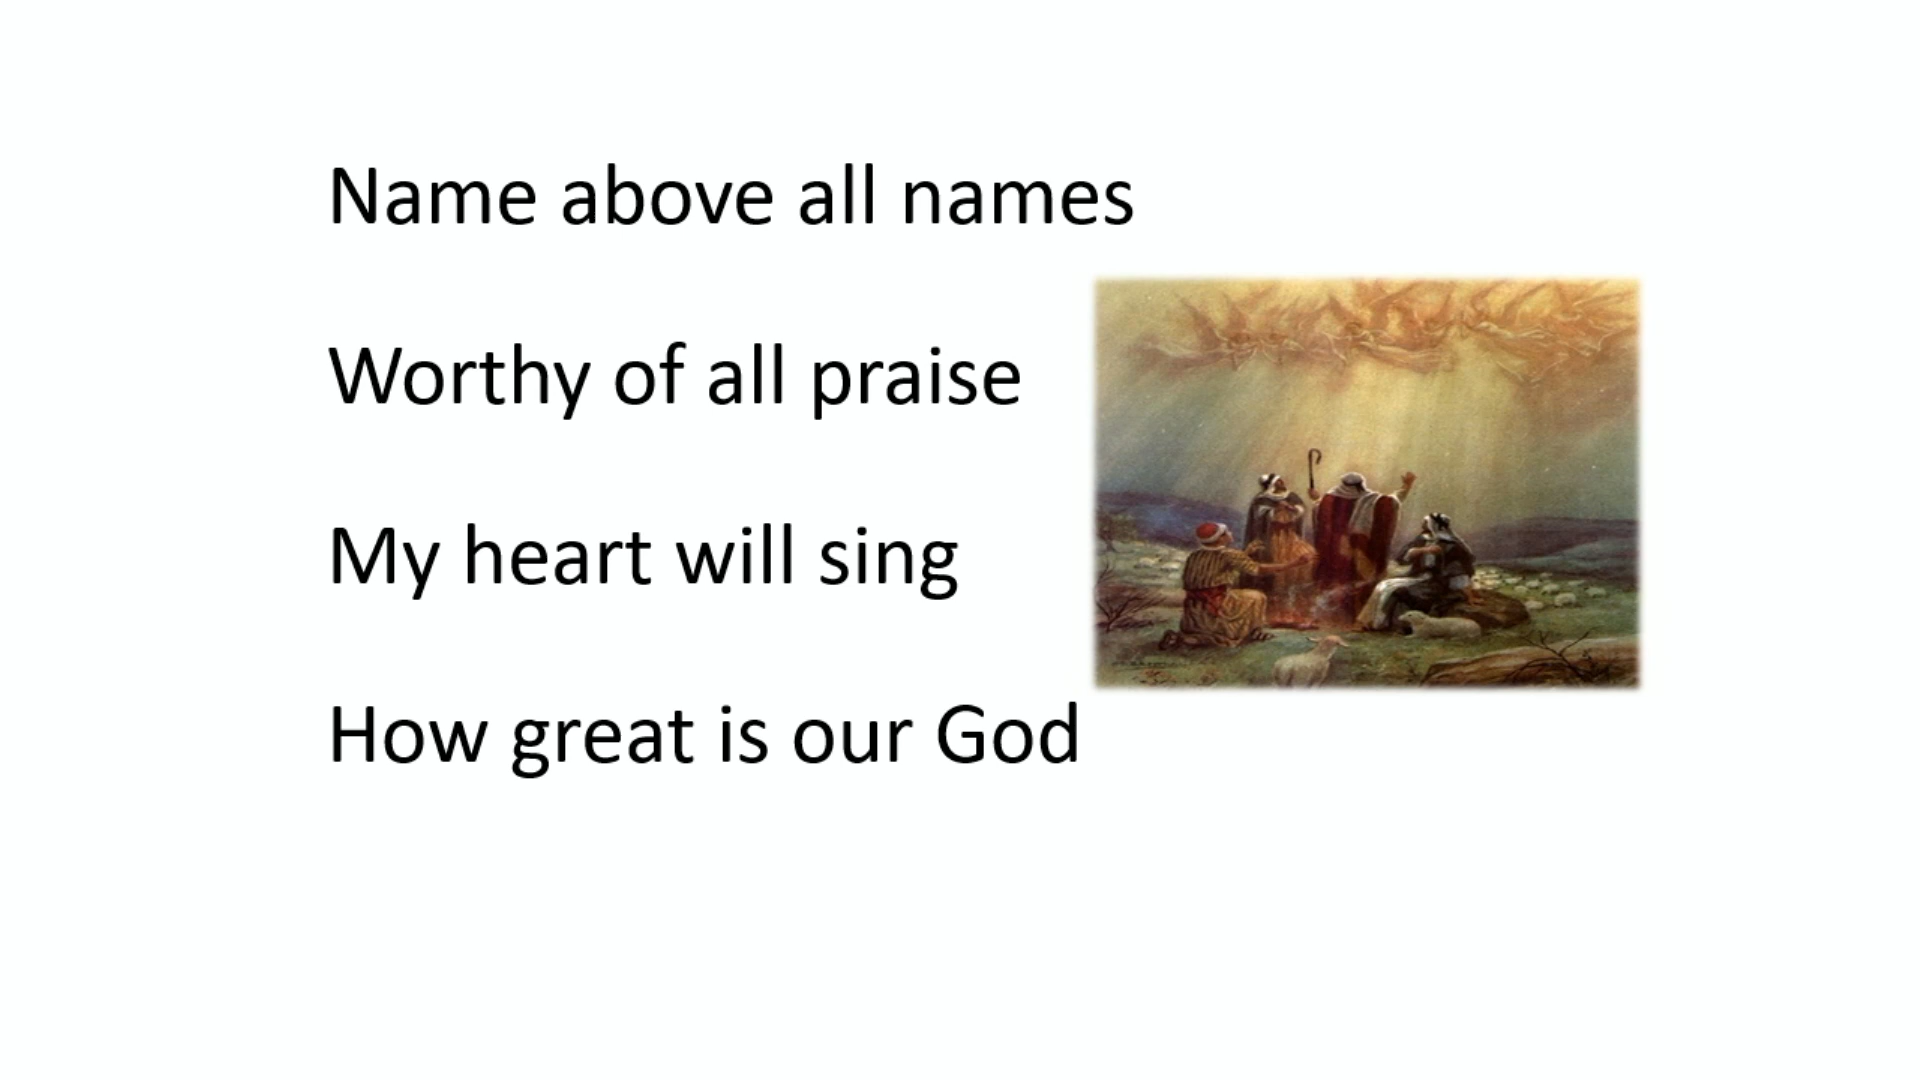 Name above all names
Worthy of all praise
My heart will sing
How great is our God